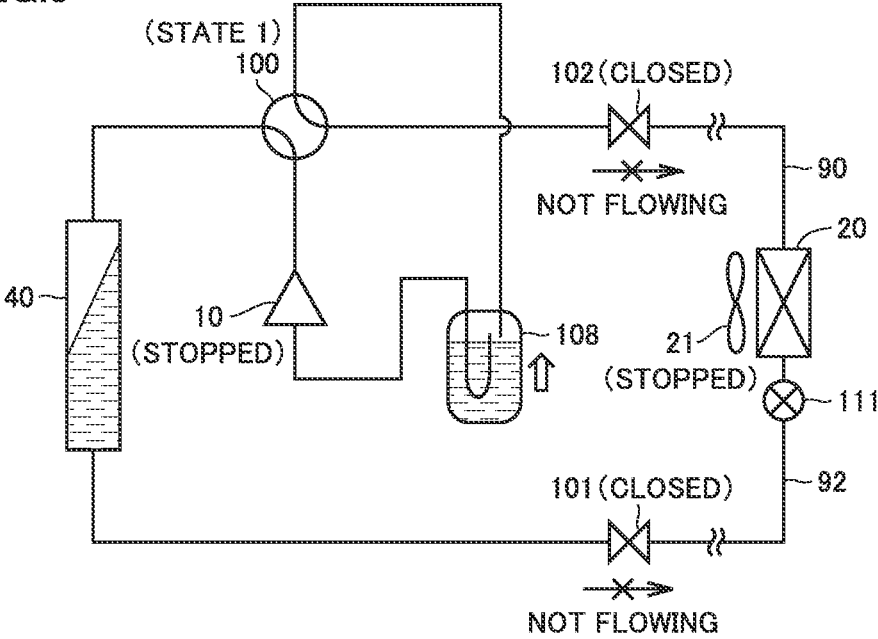 (STATE 1)
100
102(CLOSED)
NOT FLOWING
90
20
40
10
(STOPPED)
108
21
(STOPPED)
111
101(CLOSED)
92
NOT FLOWING